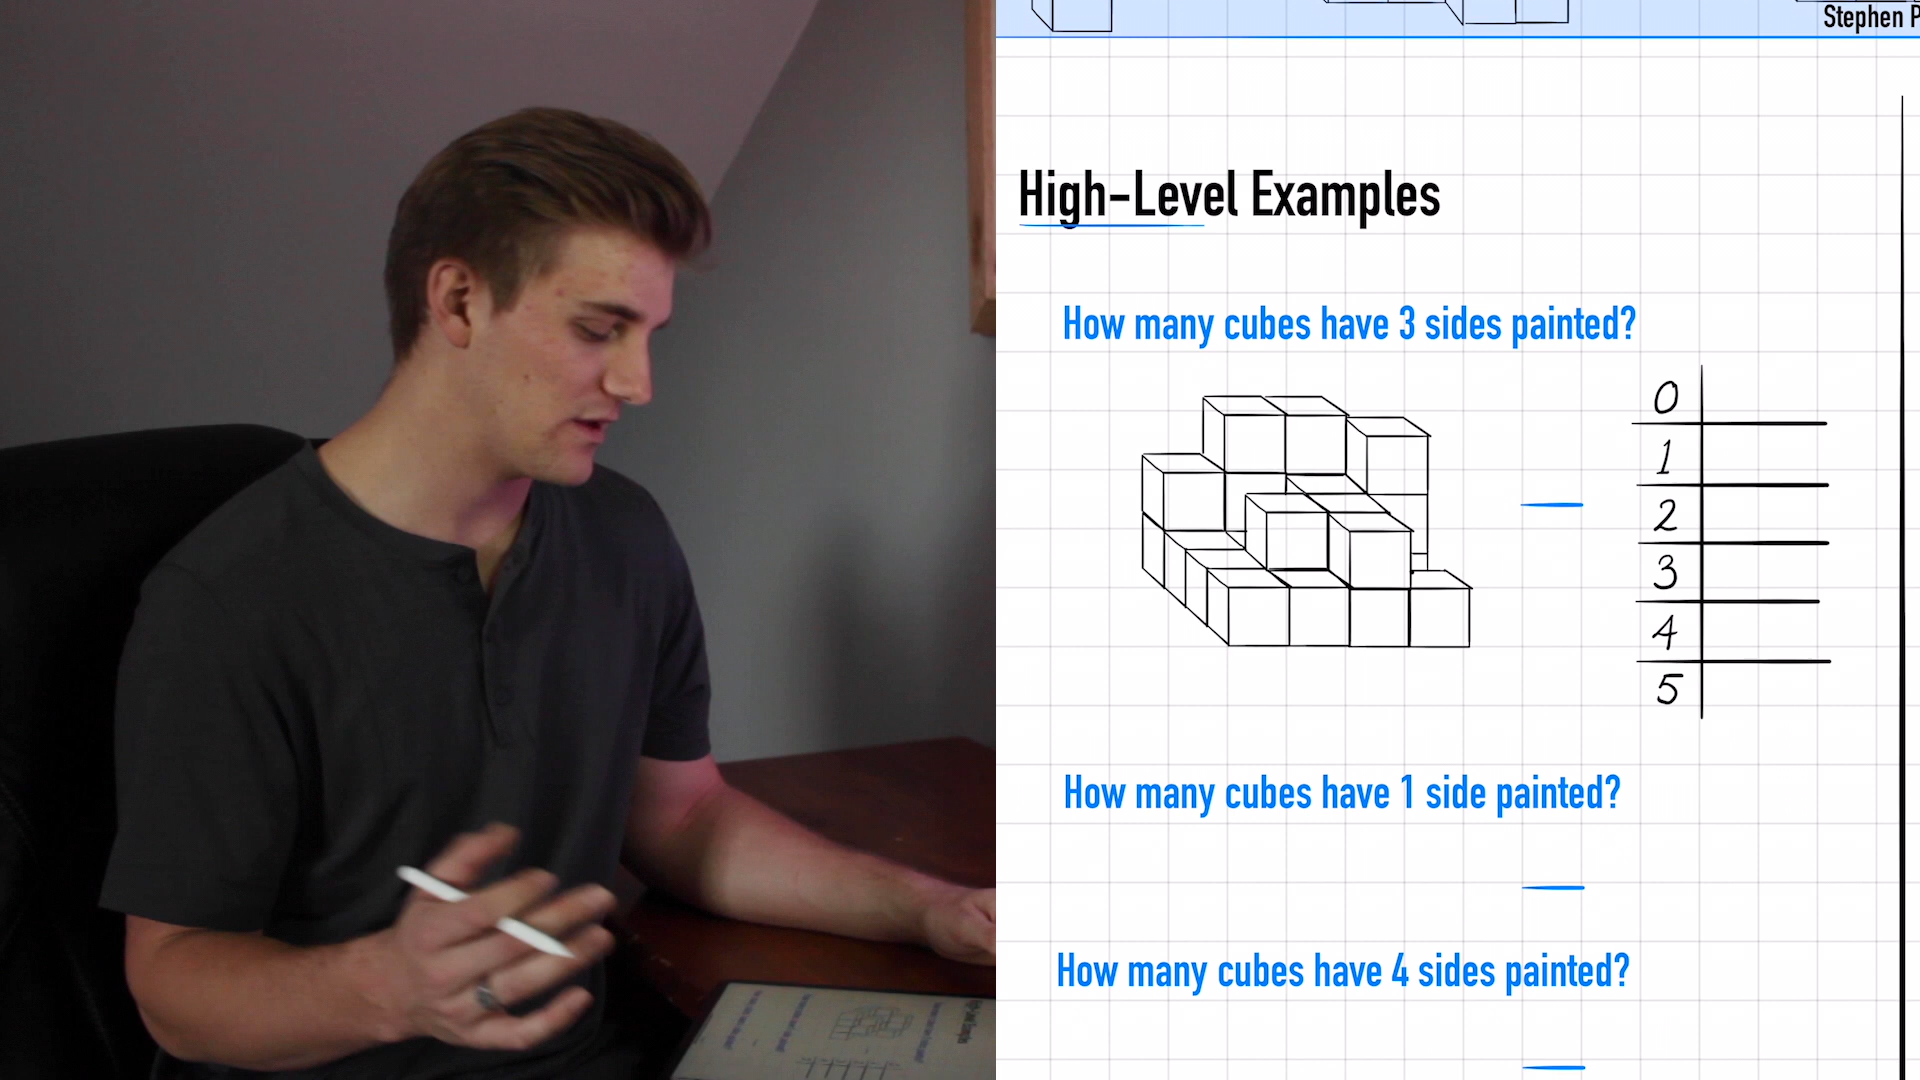 Stephen P
High-Level Examples
How many cubes have 3 sides painted?
0
1
2
3
4
5
How many cubes have 1 side painted?
How many cubes have 4 sides painted?